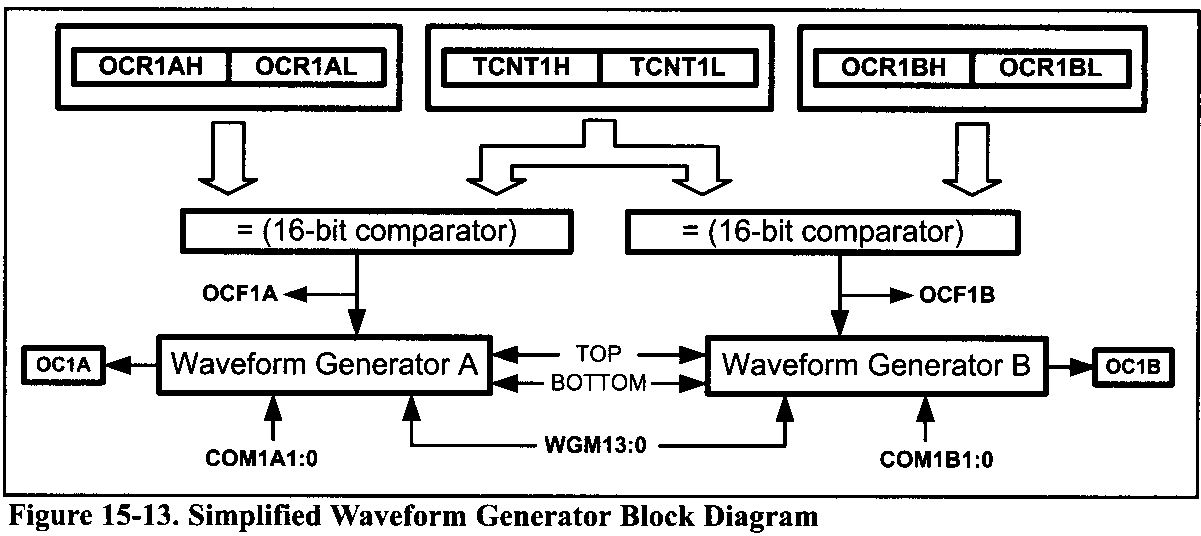 OCR1AH OCR1AL TCNT1H TCNT1L OCR1BH OCR1BL
= (16-bit comparator) = (16-bit comparator)
OCF1A OCF1B
OC1A Waveform Generator A TOP Waveform Generator B OC1B
BOTTOM
COM1A1:0 WGM13:0 COM1B1:0
Figure 15-13. Simplified Waveform Generator Block Diagram